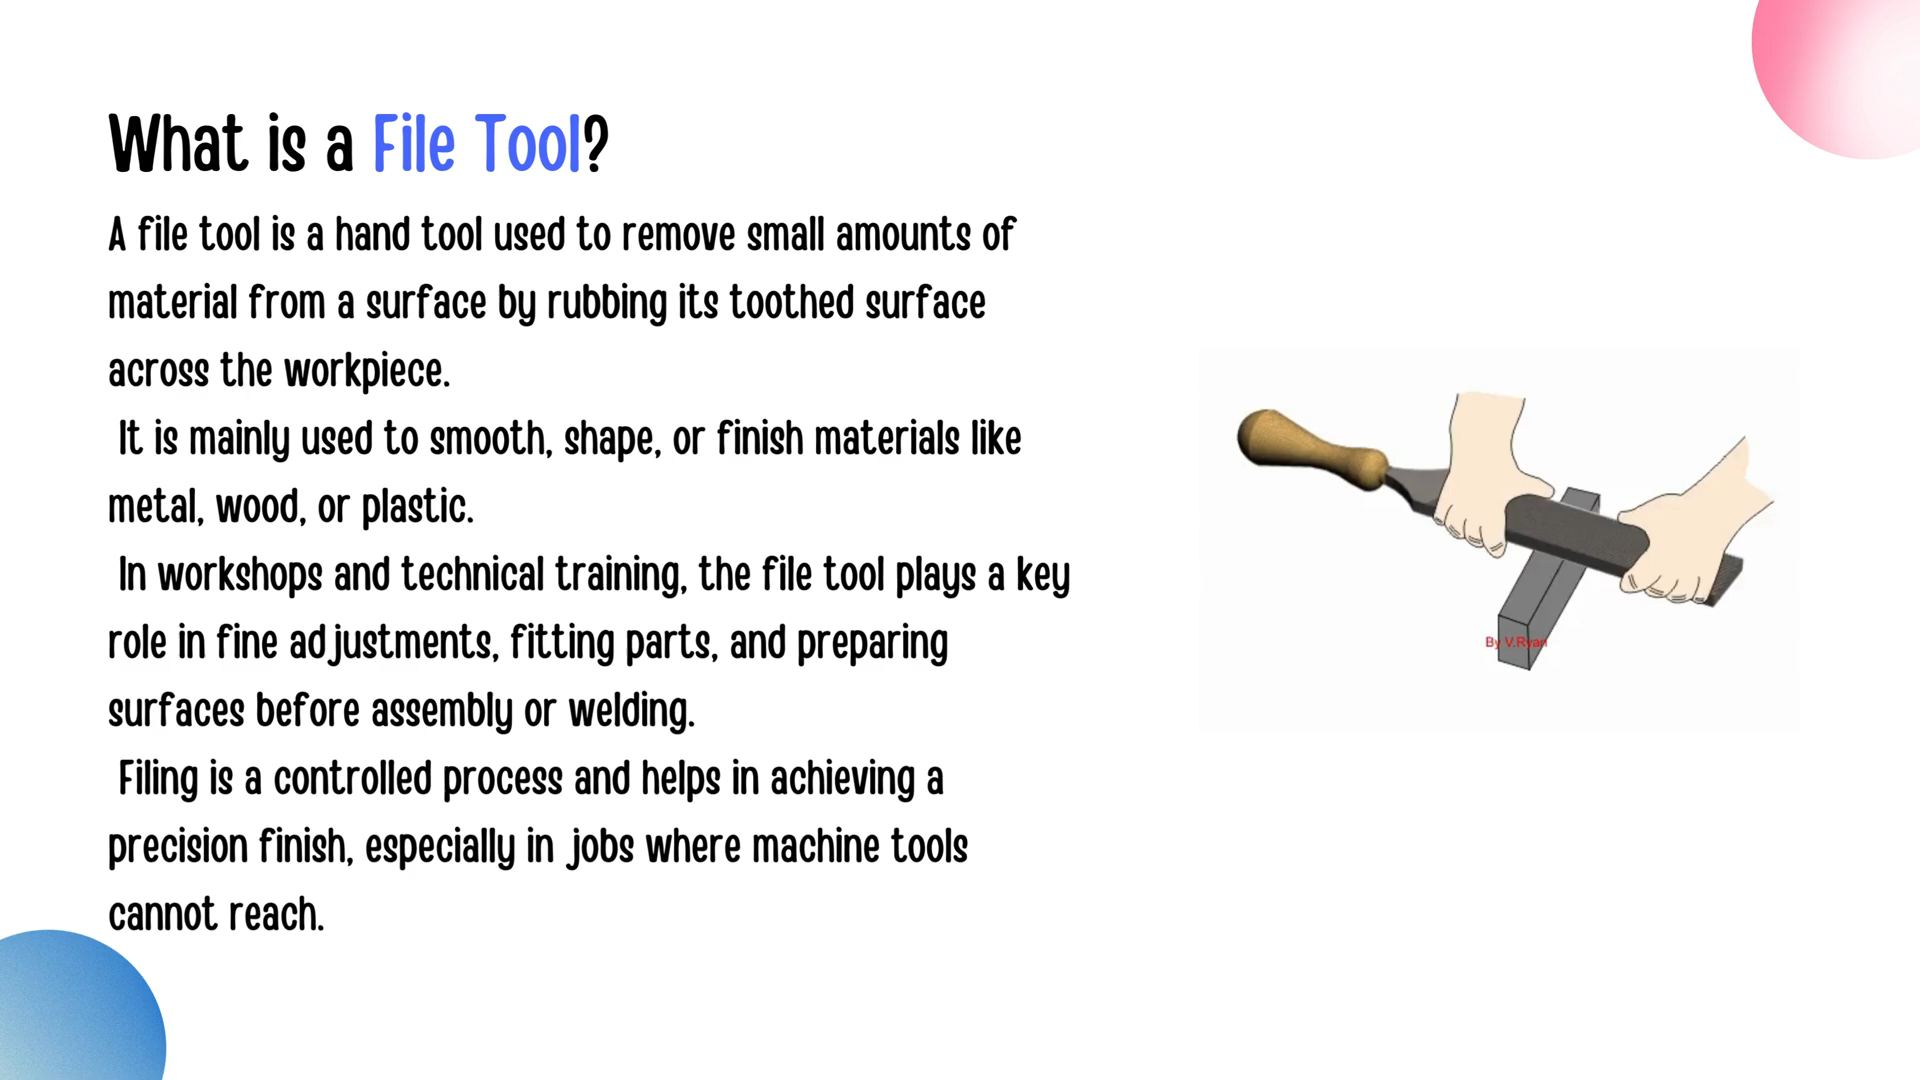 What is a File Tool?
A file tool is a hand tool used to remove small amounts of
material from a surface by rubbing its toothed surface
across the workpiece.
It is mainly used to smooth, shape, or finish materials like
metal, wood, or plastic.
In workshops and technical training, the file tool plays a key
role in fine adjustments, fitting parts, and preparing
surfaces before assembly or welding.
Filing is a controlled process and helps in achieving a
precision finish, especially in jobs where machine tools
cannot reach.
By V.Ryan